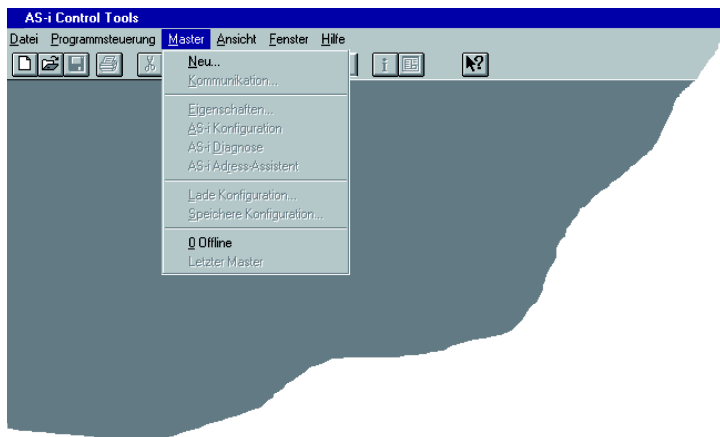 AS-i Control Tools
Datei Programmsteuerung Master Ansicht Fenster Hilfe
Neu...
Kommunikation...
Eigenschaften...
AS-i Konfiguration
AS-i Diagnose
AS-i Adress-Assistent
Lade Konfiguration...
Speichere Konfiguration...
0 Offline
Letzter Master